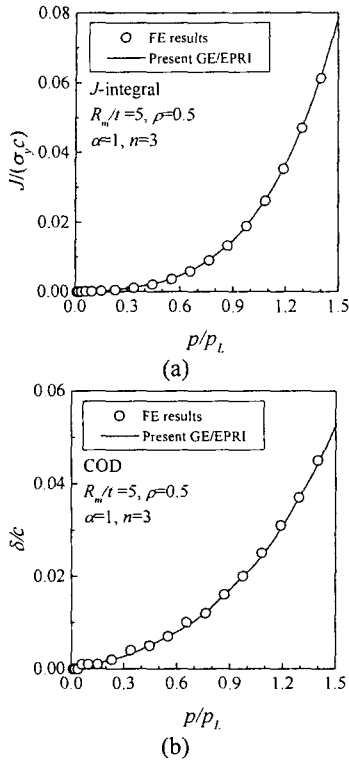 0.08
FE results
Present GE/EPRI
J-integral
R_m/t=5, ρ=0.5
α=1, n=3
0.06
0.04
0.02
0.00
J/(σ_y c)
0.0 0.3 0.6 0.9 1.2 1.5
p/p_L
(a)
0.06
FE results
Present GE/EPRI
COD
R_m/t=5, ρ=0.5
α=1, n=3
0.04
0.02
0.00
δ/c
0.0 0.3 0.6 0.9 1.2 1.5
p/p_L
(b)